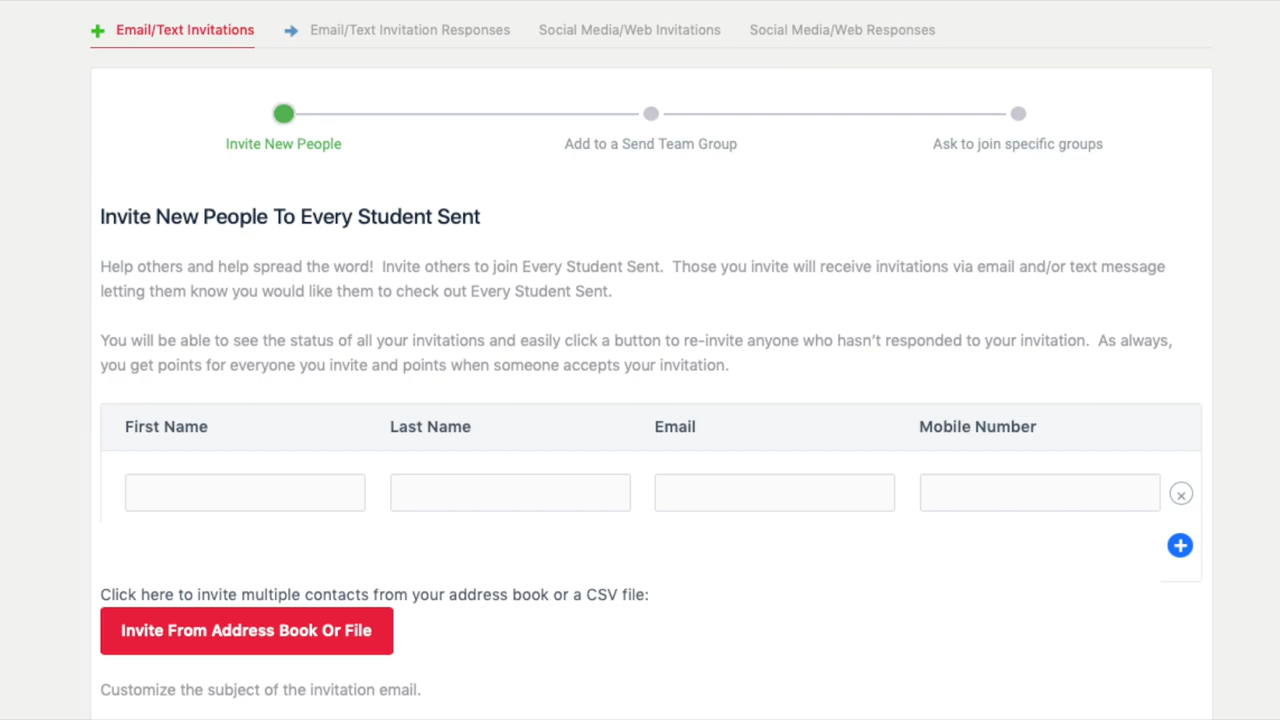 Email/Text Invitations Email/Text Invitation Responses Social Media/Web Invitations Social Media/Web Responses
Invite New People Add to a Send Team Group Ask to join specific groups
Invite New People To Every Student Sent
Help others and help spread the word!  Invite others to join Every Student Sent.  Those you invite will receive invitations via email and/or text message
letting them know you would like them to check out Every Student Sent.
You will be able to see the status of all your invitations and easily click a button to re-invite anyone who hasn’t responded to your invitation.  As always,
you get points for everyone you invite and points when someone accepts your invitation.
First Name Last Name Email Mobile Number
Click here to invite multiple contacts from your address book or a CSV file:
Invite From Address Book Or File
Customize the subject of the invitation email.